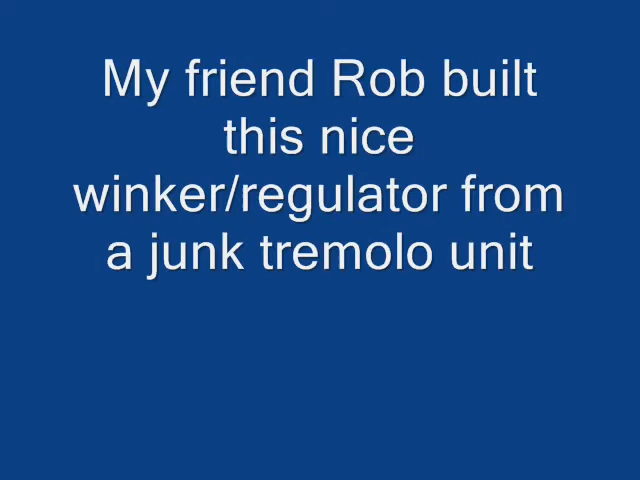 My friend Rob built
this nice
winker/regulator from
a junk tremolo unit